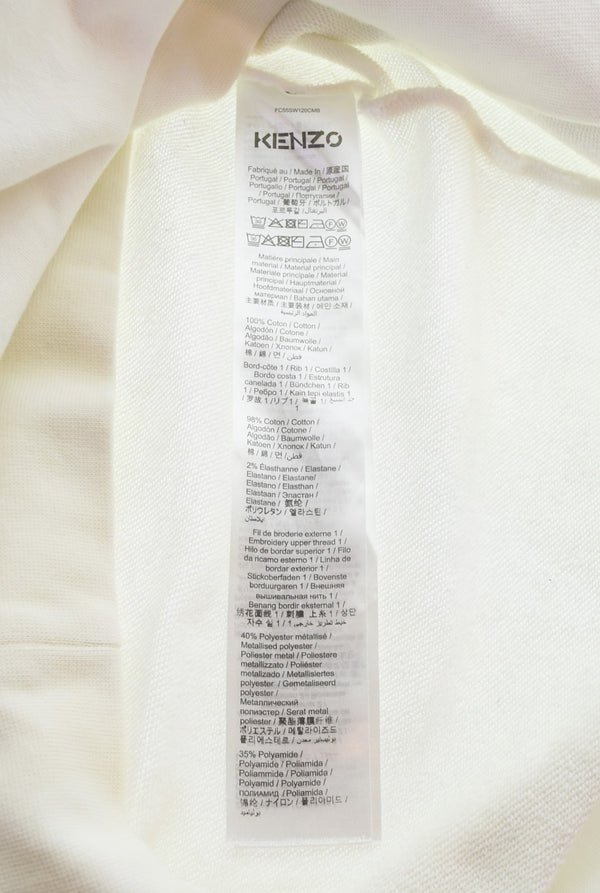 FC55SW120CMB
KENZO
Fabriqué au / Made In / 原産国
Portugal / Portugal / Portugal /
Portugallo / Portugal / Portugal
/ Portugal / Португалии /
Portugal / 葡萄牙 / ポルトガル /
포르투갈 / البرتغال
Matière principale / Main
material / Material principal /
Materiale principale / Material
principal / Hauptmaterial /
Hoofdmateriaal / Основной
материал / Bahan utama /
主要材质 / 主要装材 / 메인 소재 /
المواد الرئيسية
100% Coton / Cotton /
Algodón / Cotone /
Algodão / Baumwolle /
Katoen / Хлопок / Katun /
棉 / 綿 / 면 / قطن
Bord-côte 1 / Rib 1 / Costilla 1 /
Bordo costa 1 / Estrutura
canelada 1 / Bündchen 1 / Rib
1 / Ребро 1 / Kain tepi elastis 1
/ 罗紋 1 / リブ 1 /
1
98% Coton / Cotton /
Algodón / Cotone /
Algodão / Baumwolle /
Katoen / Хлопок / Katun /
棉 / 綿 / 면 / قطن
2% Élasthanne / Elastane /
Elastano / Elastane/
Elastano / Elasthan /
Elastaan / Эластан /
Elastane / 氨纶 /
ポリウレタン / 엘라스틴 /
إيلاستان
Fil de broderie externe 1 /
Embroidery upper thread 1 /
Hilo de bordar superior 1 / Filo
da ricamo esterno 1 / Linha de
bordar exterior 1 /
Stickoberfaden 1 / Bovenste
borduurgaren 1 / Внешняя
вышивальная нить 1 /
Benang bordir eksternal 1 /
绣花面线 1 / 刺繍 上糸 1 / 상단
자수 실 1 / خيط تطريز خارجي 1
40% Polyester métallisé /
Metallised polyester /
Poliester metal / Poliestere
metallizzato / Poliéster
metalizado / Metallisiertes
polyester / Gemetaliseerd
polyester /
Металлический
полиэстер / Serat metal
poliester / 聚酯薄膜纤维 /
ポリエステル / 메탈라이즈드
폴리에스테르 / بوليستير معدن
35% Polyamide /
Polyamide / Poliamida /
Poliammide / Poliamida /
Polyamid / Polyamide /
полиамид / Poliamida
锦纶 / ナイロン / 폴리아미드 /
بوليأميد